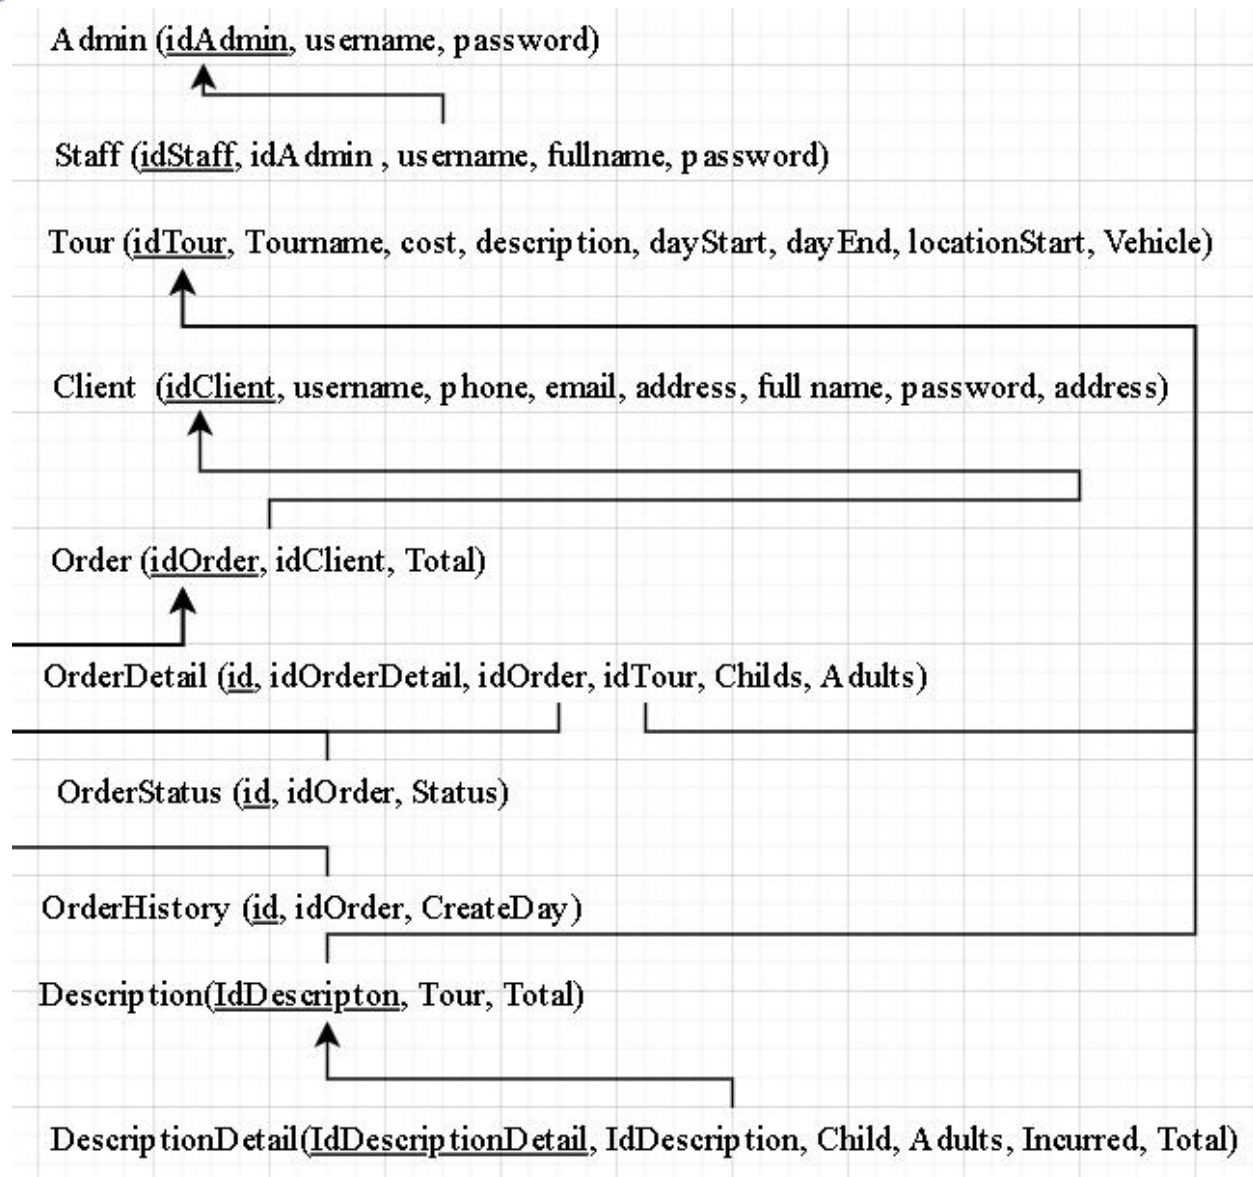 Admin (idAdmin, username, password)
Staff (idStaff, idAdmin , username, fullname, password)
Tour (idTour, Tourname, cost, description, dayStart, dayEnd, locationStart, Vehicle)
Client (idClient, username, phone, email, address, full name, password, address)
Order (idOrder, idClient, Total)
OrderDetail (id, idOrderDetail, idOrder, idTour, Childs, Adults)
OrderStatus (id, idOrder, Status)
OrderHistory (id, idOrder, CreateDay)
Description(IdDescripton, Tour, Total)
DescriptionDetail(IdDescriptionDetail, IdDescription, Child, Adults, Incurred, Total)